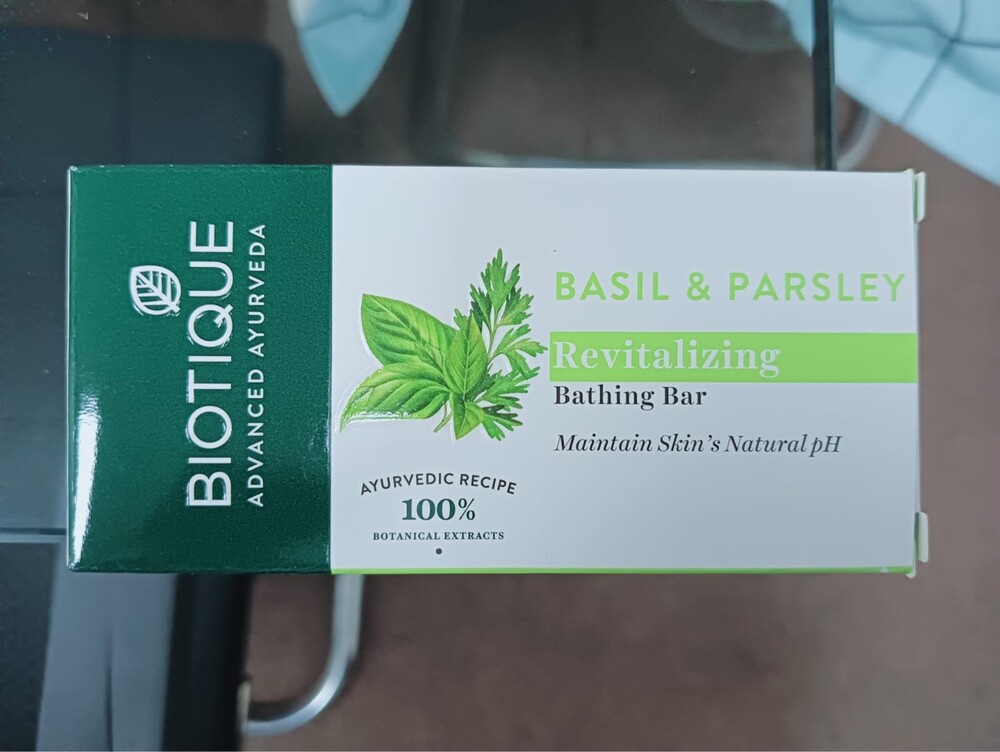 BIOTIQUE
ADVANCED AYURVEDA
BASIL & PARSLEY
Revitalizing
Bathing Bar
Maintain Skin's Natural pH
AYURVEDIC RECIPE
100%
BOTANICAL EXTRACTS